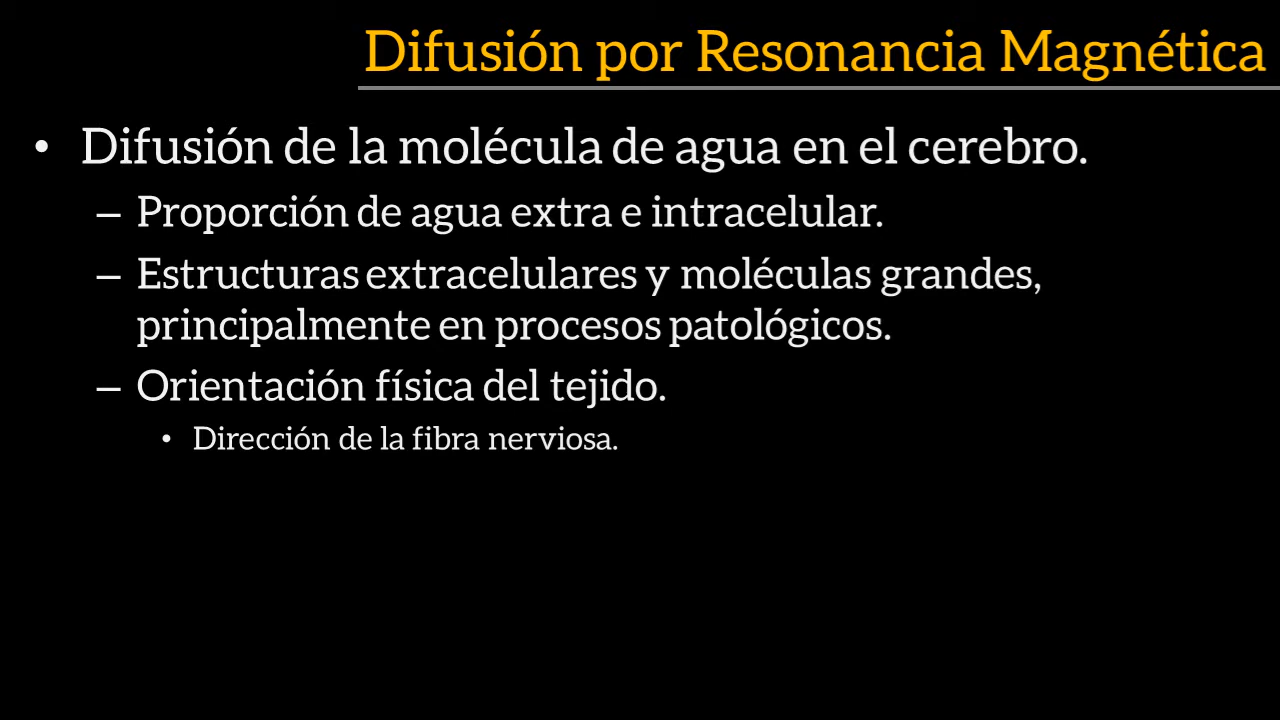 Difusión por Resonancia Magnética
• Difusión de la molécula de agua en el cerebro.
– Proporción de agua extra e intracelular.
– Estructuras extracelulares y moléculas grandes,
principalmente en procesos patológicos.
– Orientación física del tejido.
• Dirección de la fibra nerviosa.